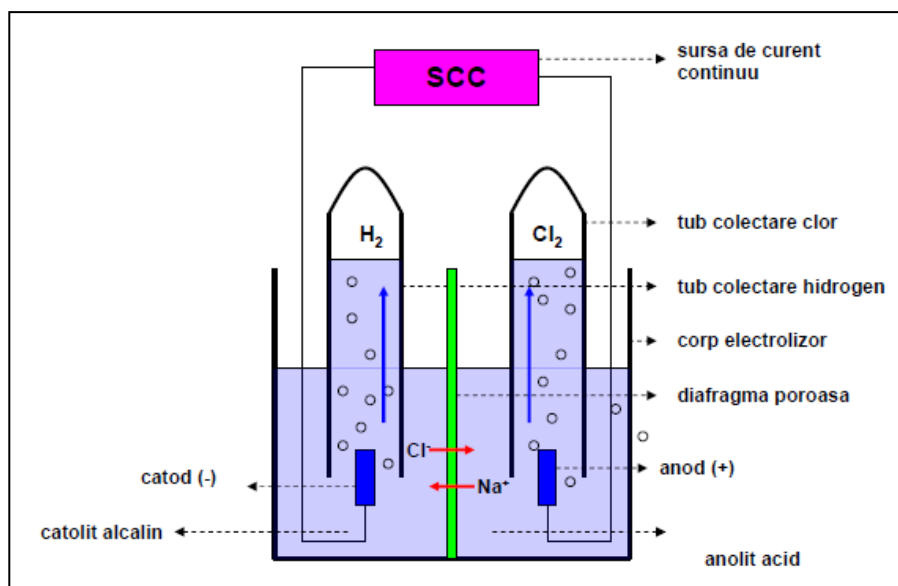 SCC
sursa de curent
continuu
H₂
Cl₂
tub colectare clor
tub colectare hidrogen
corp electrolizor
diafragma poroasa
Cl⁻
catod (-)
Na⁺
anod (+)
catolit alcalin
anolit acid